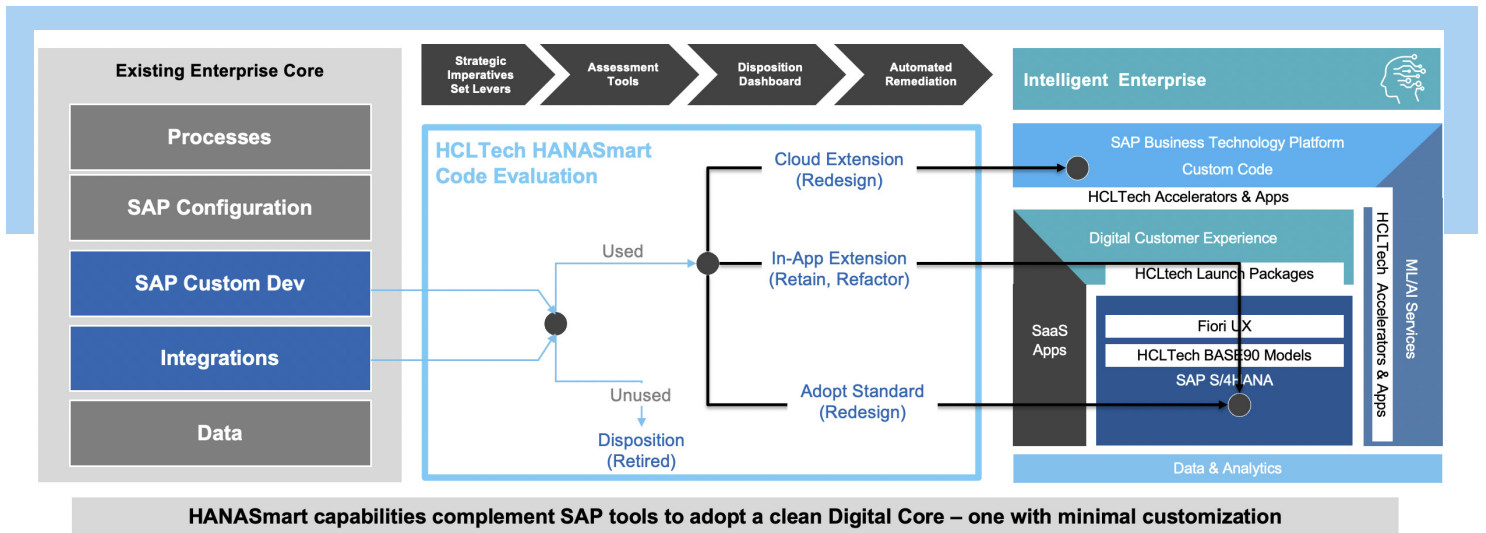 Existing Enterprise Core
Processes
SAP Configuration
SAP Custom Dev
Integrations
Data
Strategic
Imperatives
Set Levers
Assessment
Tools
Disposition
Dashboard
Automated
Remediation
HCLTech HANASmart
Code Evaluation
Used
Unused
Disposition
(Retired)
Cloud Extension
(Redesign)
In-App Extension
(Retain, Refactor)
Adopt Standard
(Redesign)
Intelligent Enterprise
SAP Business Technology Platform
Custom Code
HCLTech Accelerators & Apps
Digital Customer Experience
HCLtech Launch Packages
SaaS
Apps
Fiori UX
HCLTech BASE90 Models
SAP S/4HANA
HCLTech Accelerators & Apps
ML/AI Services
Data & Analytics
HANASmart capabilities complement SAP tools to adopt a clean Digital Core – one with minimal customization